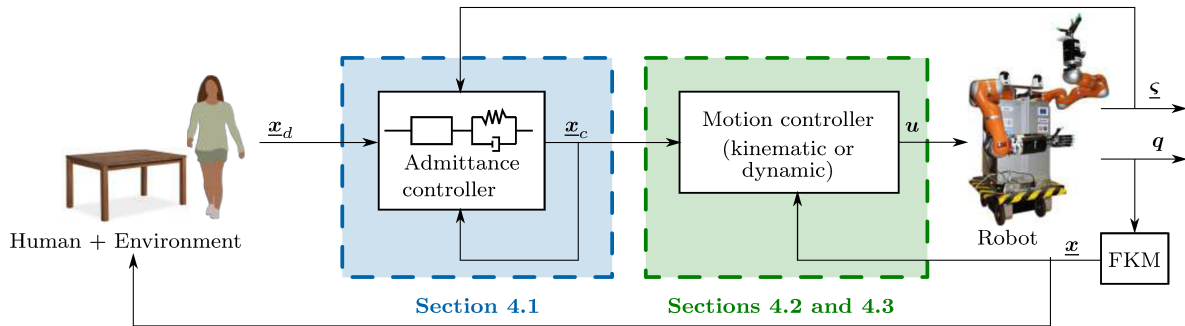 x_d
Admittance
controller
x_c
Motion controller
(kinematic or
dynamic)
u
ς
q
Human + Environment
Robot
x
FKM
Section 4.1
Sections 4.2 and 4.3